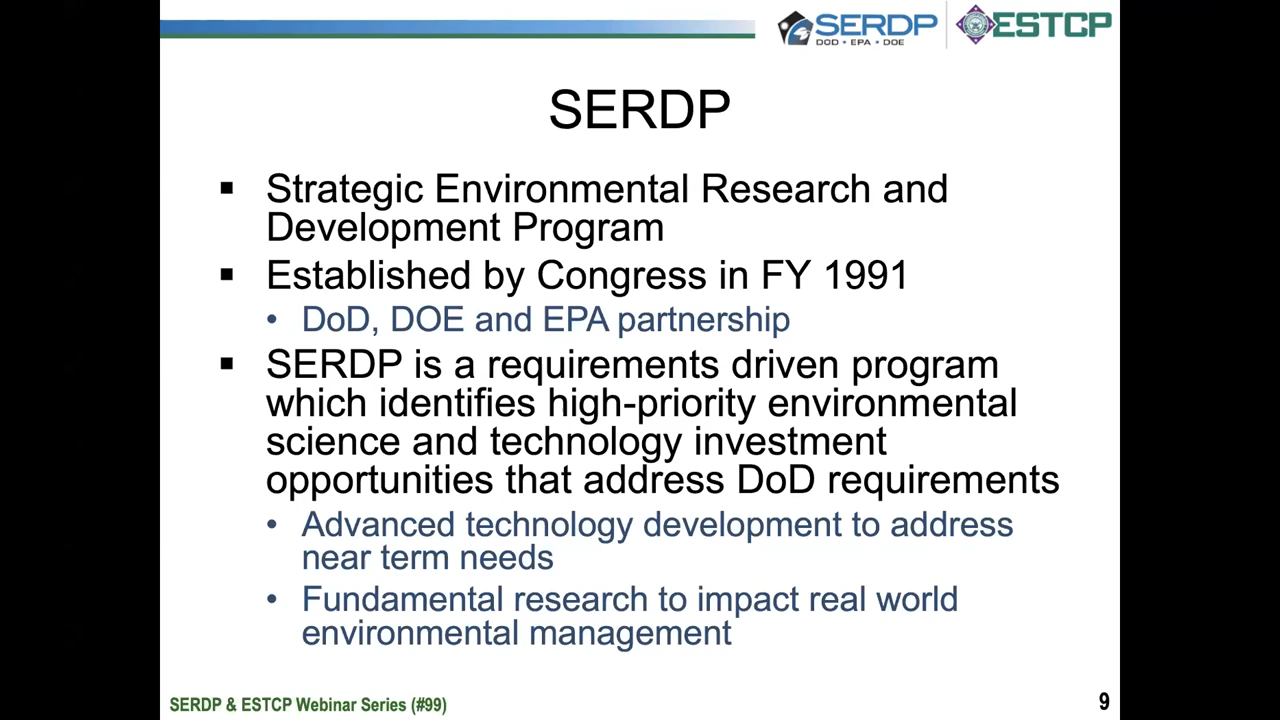 SERDP
DOD • EPA • DOE
ESTCP
SERDP
▪ Strategic Environmental Research and
Development Program
▪ Established by Congress in FY 1991
• DoD, DOE and EPA partnership
▪ SERDP is a requirements driven program
which identifies high-priority environmental
science and technology investment
opportunities that address DoD requirements
• Advanced technology development to address
near term needs
• Fundamental research to impact real world
environmental management
SERDP & ESTCP Webinar Series (#99)
9